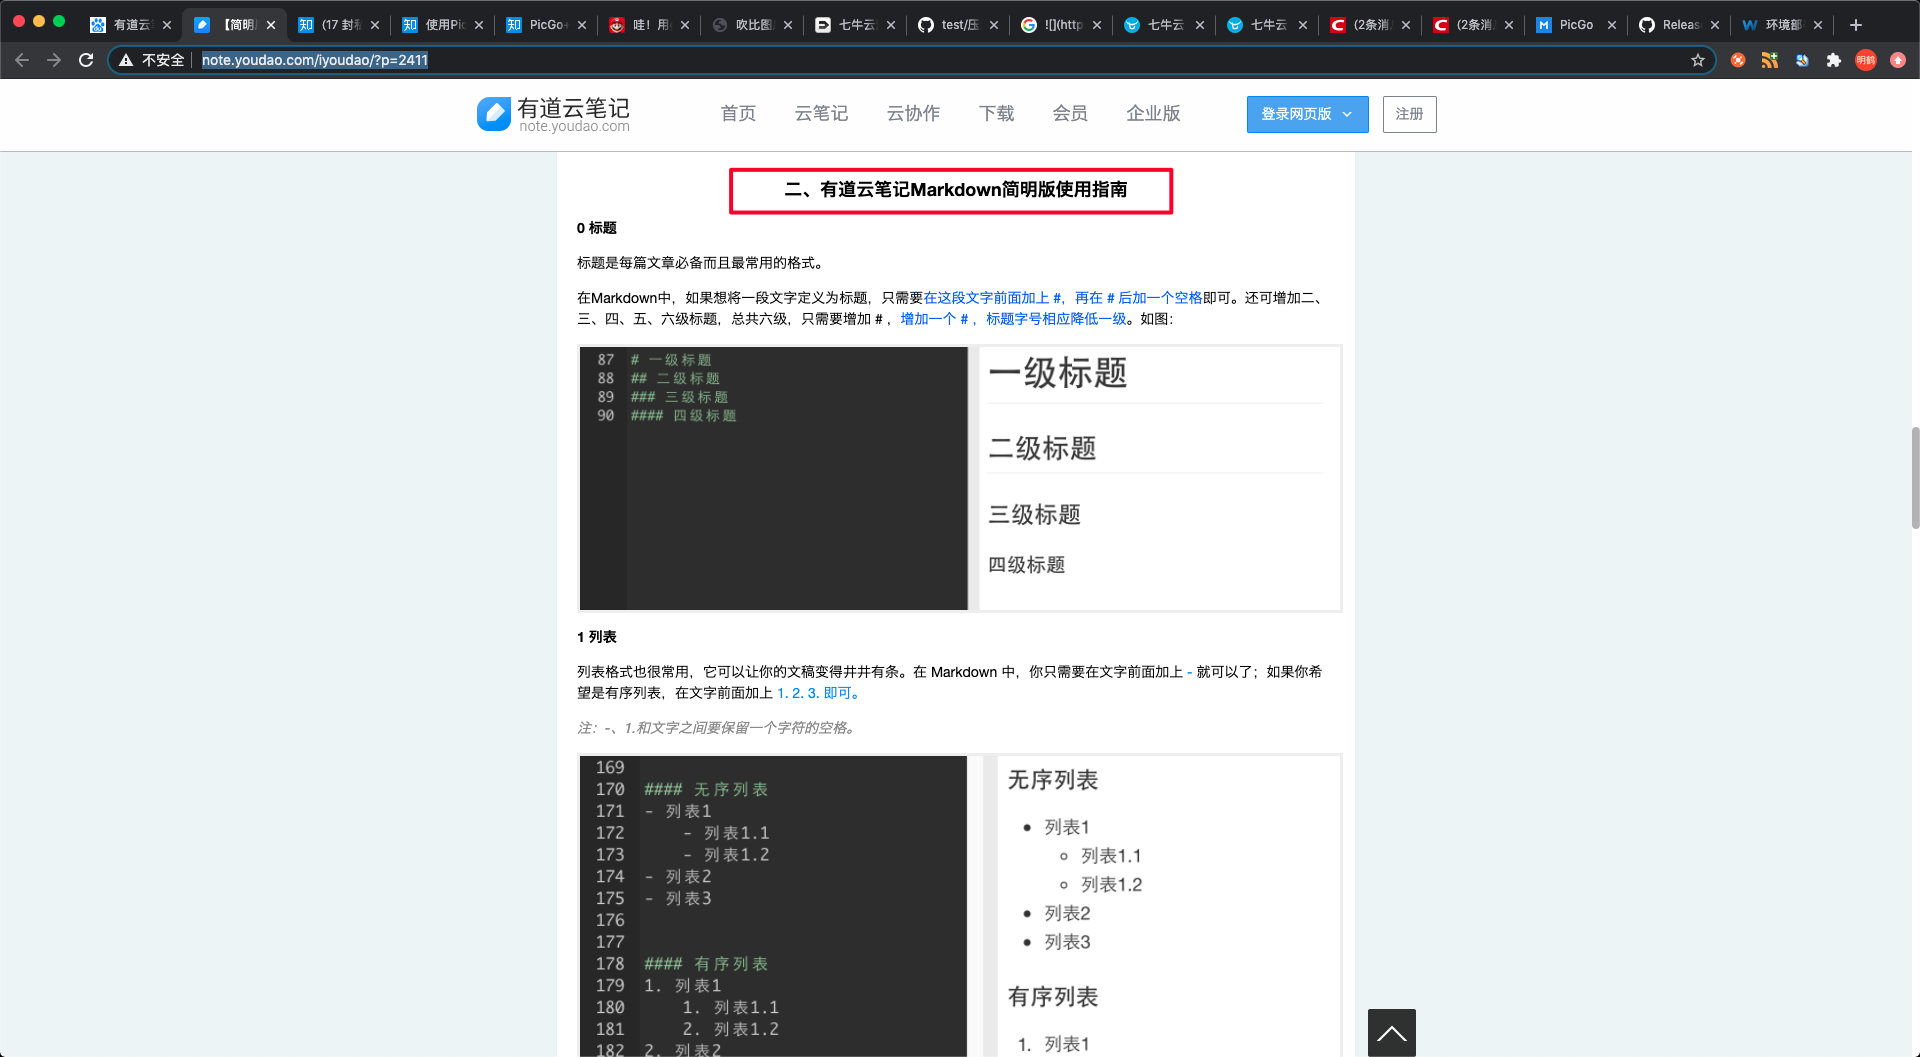 有道云
【简明
(17 封私
使用Pic
PicGo+
哇！用
吹比图
七牛云
test/压
![](http
七牛云
七牛云
(2条消
(2条消
PicGo
Releas
环境部
不安全
note.youdao.com/iyoudao/?p=2411
明鹤
有道云笔记
note.youdao.com
首页
云笔记
云协作
下载
会员
企业版
登录网页版
注册
二、有道云笔记Markdown简明版使用指南
0 标题
标题是每篇文章必备而且最常用的格式。
在Markdown中，如果想将一段文字定义为标题，只需要在这段文字前面加上 #，再在 # 后加一个空格即可。还可增加二、
三、四、五、六级标题，总共六级，只需要增加 # ，增加一个 # ，标题字号相应降低一级。如图：
87 # 一级标题
88 ## 二级标题
89 ### 三级标题
90 #### 四级标题
一级标题
二级标题
三级标题
四级标题
1 列表
列表格式也很常用，它可以让你的文稿变得井井有条。在 Markdown 中，你只需要在文字前面加上 - 就可以了；如果你希
望是有序列表，在文字前面加上 1. 2. 3. 即可。
注：-、1.和文字之间要保留一个字符的空格。
169
170 #### 无序列表
171 - 列表1
172 - 列表1.1
173 - 列表1.2
174 - 列表2
175 - 列表3
176
177
178 #### 有序列表
179 1. 列表1
180 1. 列表1.1
181 2. 列表1.2
182 2. 列表2
无序列表
列表1
列表1.1
列表1.2
列表2
列表3
有序列表
1. 列表1